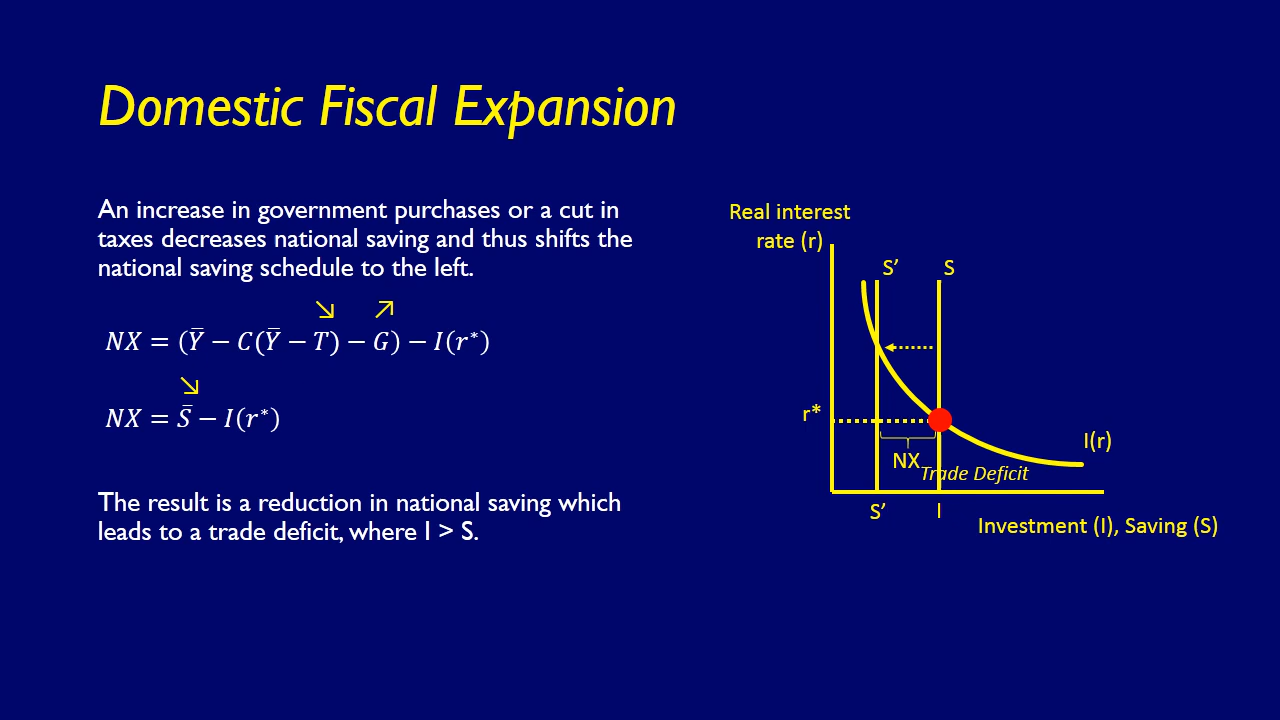 Domestic Fiscal Expansion
An increase in government purchases or a cut in
taxes decreases national saving and thus shifts the
national saving schedule to the left.
↘ ↗
NX = (Y̅ − C(Y̅ − T) − G) − I(r*)
↘
NX = S̅ − I(r*)
The result is a reduction in national saving which
leads to a trade deficit, where I > S.
Real interest
rate (r)
S’ S
r*
I(r)
NX
Trade Deficit
S’ I
Investment (I), Saving (S)